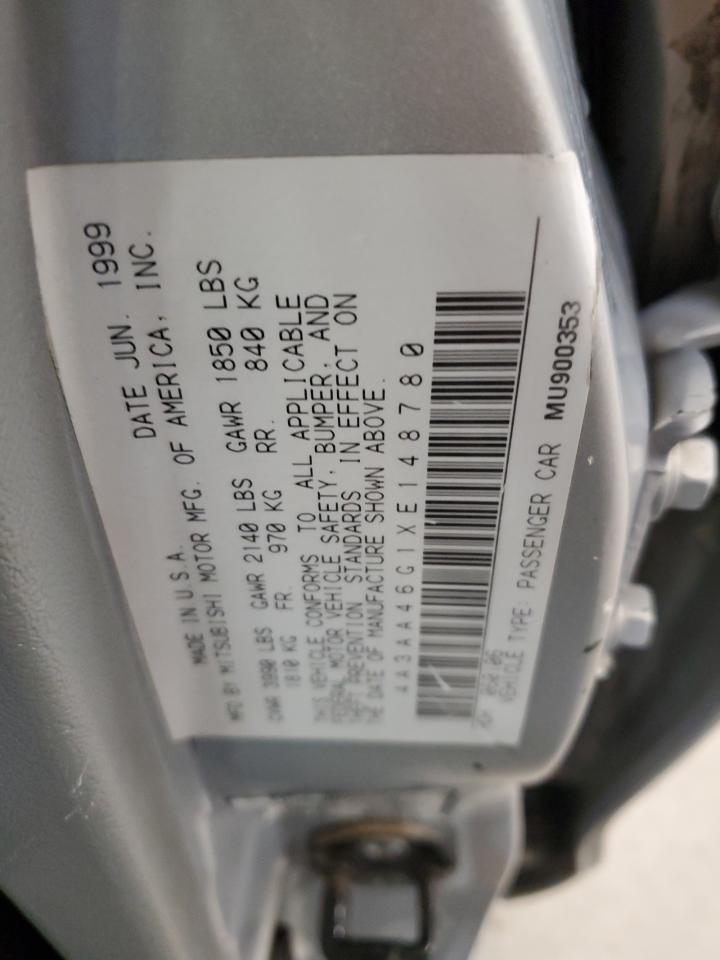 MADE IN U.S.A. DATE JUN. 1999
MFD BY MITSUBISHI MOTOR MFG. OF AMERICA, INC.
GVWR 3990 LBS GAWR 2140 LBS GAWR 1850 LBS
1810 KG FR. 970 KG RR. 840 KG
THIS VEHICLE CONFORMS TO ALL APPLICABLE
FEDERAL MOTOR VEHICLE SAFETY, BUMPER, AND
THEFT PREVENTION STANDARDS IN EFFECT ON
THE DATE OF MANUFACTURE SHOWN ABOVE.
4A3AA46G1XE148780
VEHICLE TYPE: PASSENGER CAR MU900353